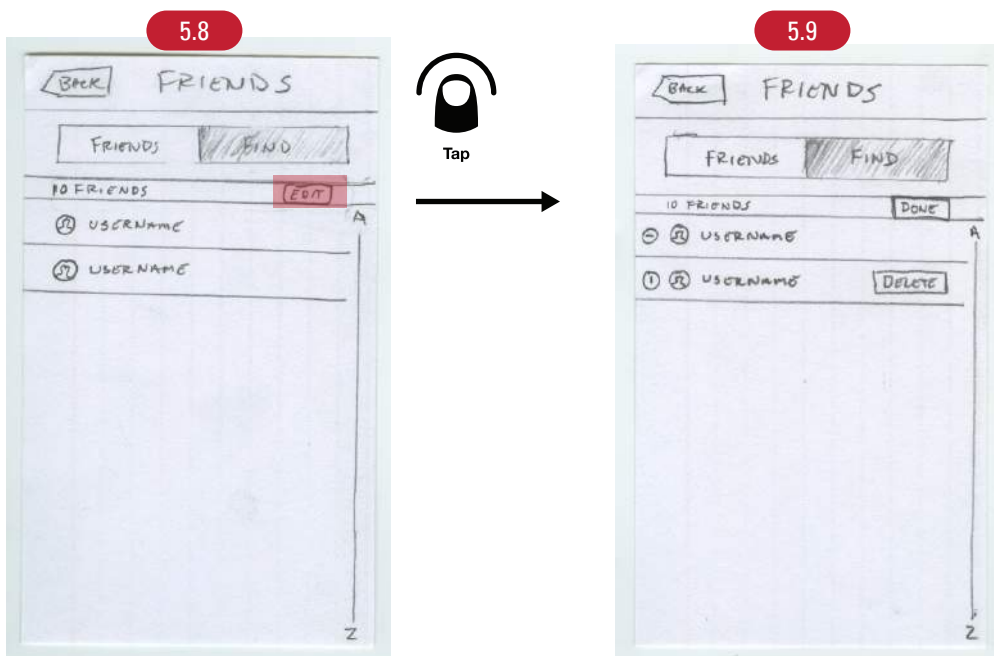 5.8
BACK FRIENDS
FRIENDS FIND
10 FRIENDS EDIT
A
USERNAME
USERNAME
Z
Tap
5.9
BACK FRIENDS
FRIENDS FIND
10 FRIENDS DONE
A
USERNAME
USERNAME DELETE
Z